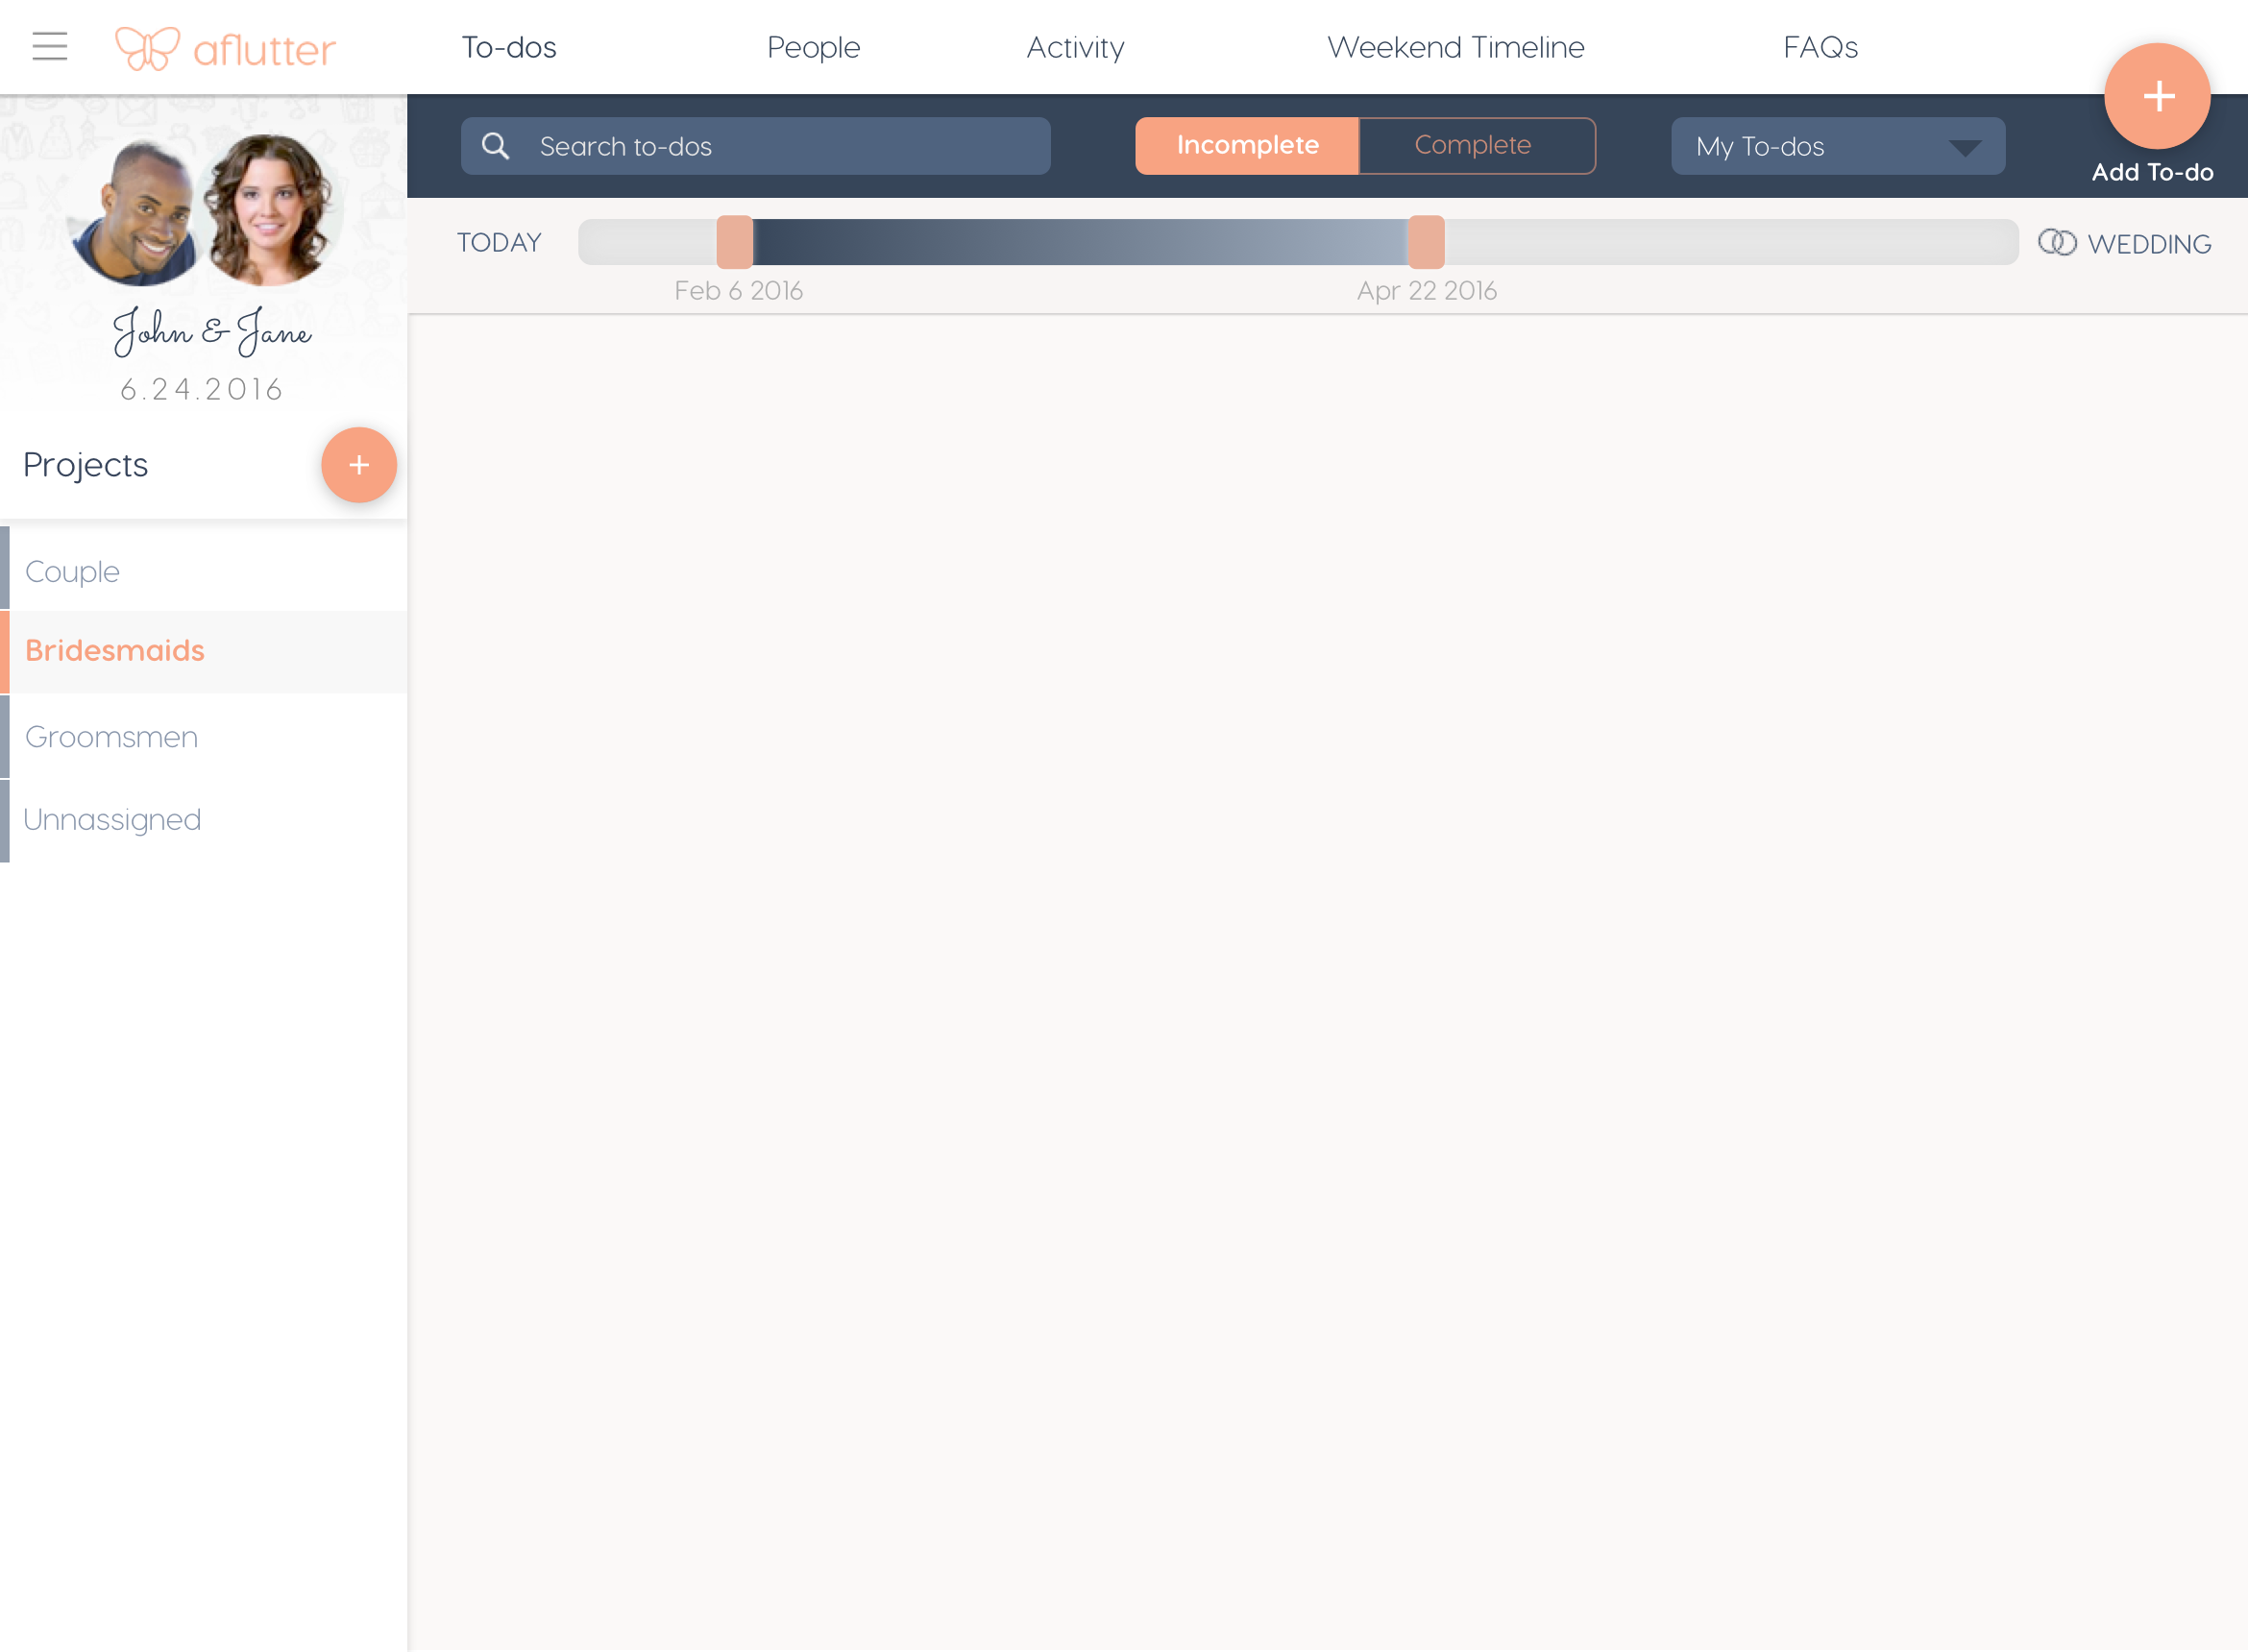 aflutter
To-dos
People
Activity
Weekend Timeline
FAQs
Search to-dos
Incomplete
Complete
My To-dos
Add To-do
TODAY
WEDDING
Feb 6 2016
Apr 22 2016
John & Jane
6.24.2016
Projects
Couple
Bridesmaids
Groomsmen
Unnassigned